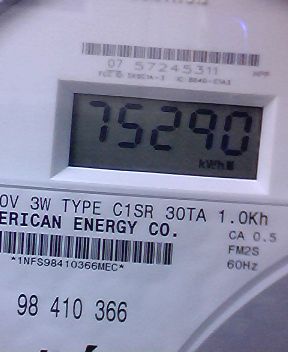 07 57245311
75290
kWh
0V 3W TYPE C1SR 30TA 1.0Kh
ERICAN ENERGY CO.
CA 0.5
FM2S
60Hz
*1NFS98410366MEC*
98 410 366